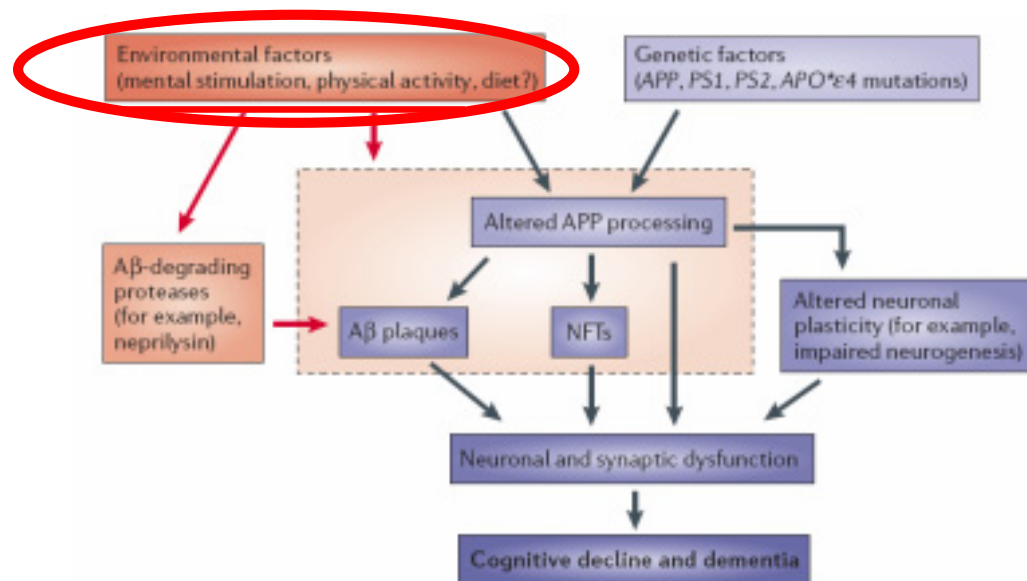 Environmental factors
(mental stimulation, physical activity, diet?)
Genetic factors
(APP, PS1, PS2, APO*ε4 mutations)
Altered APP processing
Aβ-degrading
proteases
(for example,
neprilysin)
Aβ plaques
NFTs
Altered neuronal
plasticity (for example,
impaired neurogenesis)
Neuronal and synaptic dysfunction
Cognitive decline and dementia